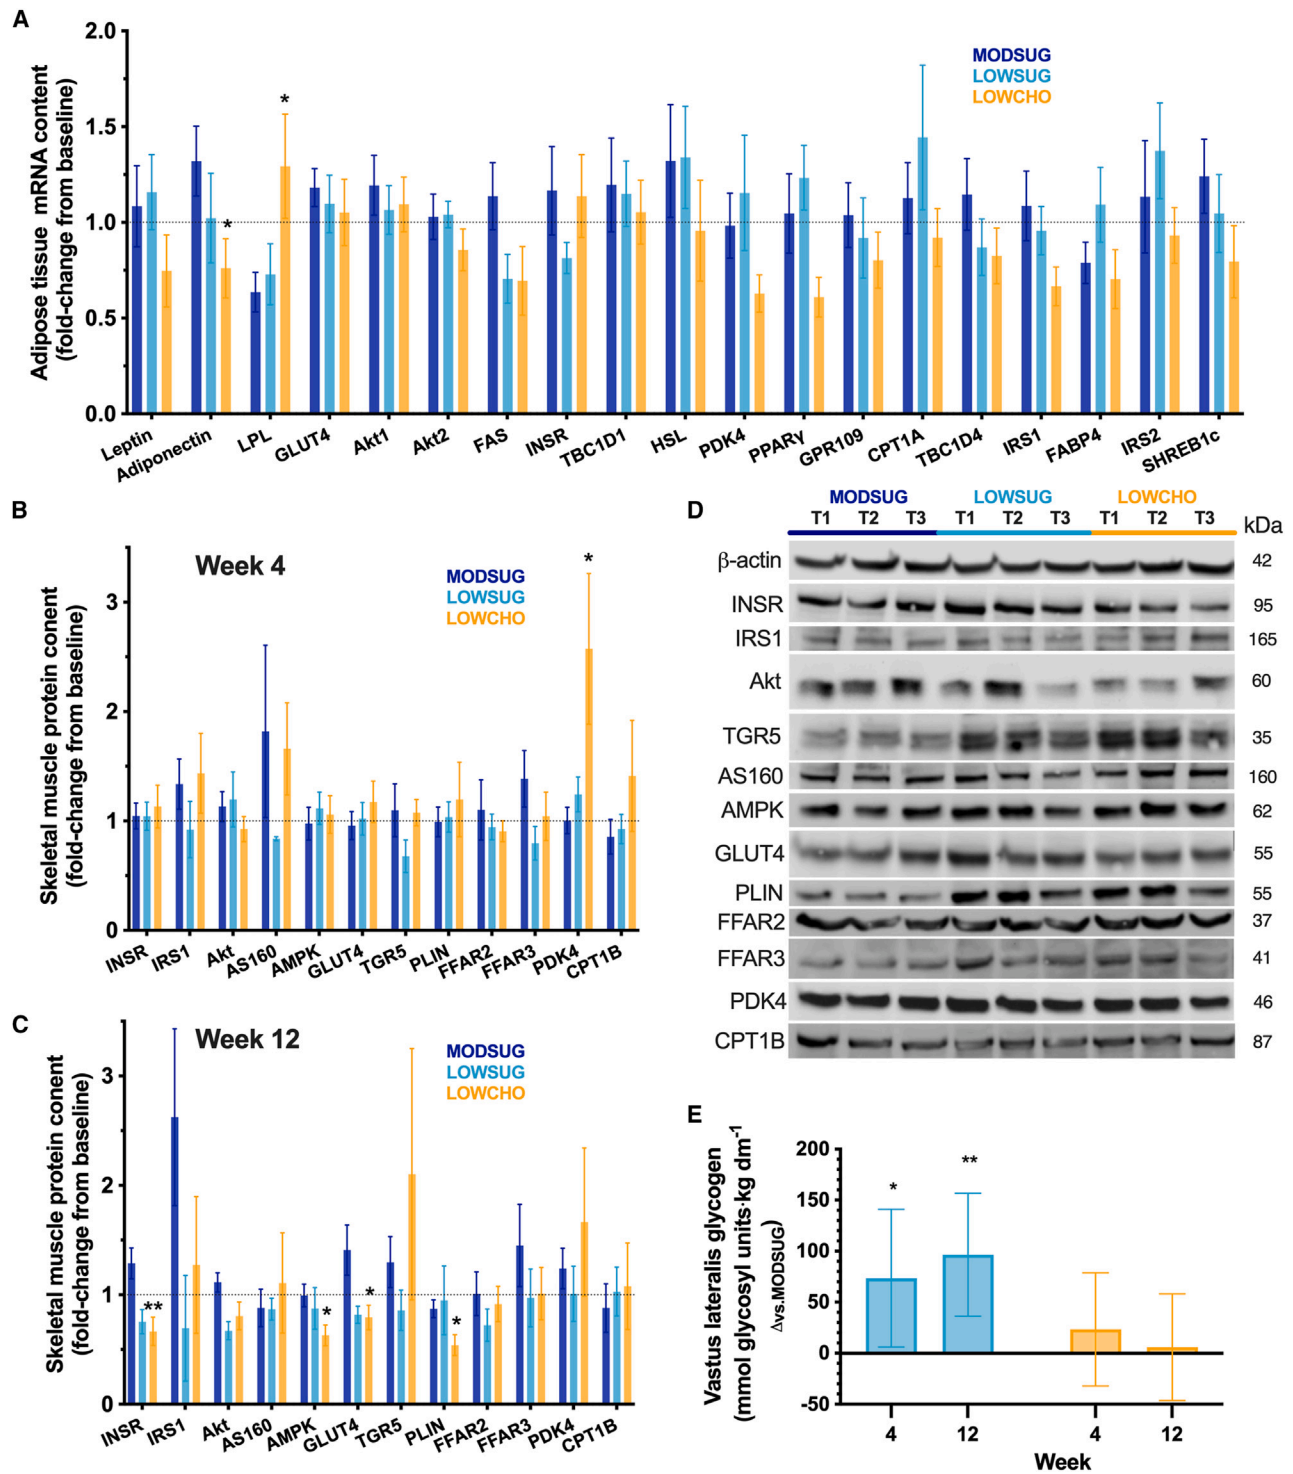 A
2.0
1.5
1.0
0.5
0.0
Adipose tissue mRNA content
(fold-change from baseline)
MODSUG
LOWSUG
LOWCHO
*
*
Leptin
Adiponectin
LPL
GLUT4
Akt1
Akt2
FAS
INSR
TBC1D1
HSL
PDK4
PPARγ
GPR109
CPT1A
TBC1D4
IRS1
FABP4
IRS2
SHREB1c
B
Week 4
3
2
1
0
Skeletal muscle protein conent
(fold-change from baseline)
MODSUG
LOWSUG
LOWCHO
*
INSR
IRS1
Akt
AS160
AMPK
GLUT4
TGR5
PLIN
FFAR2
FFAR3
PDK4
CPT1B
C
Week 12
3
2
1
0
Skeletal muscle protein conent
(fold-change from baseline)
MODSUG
LOWSUG
LOWCHO
**
*
*
*
INSR
IRS1
Akt
AS160
AMPK
GLUT4
TGR5
PLIN
FFAR2
FFAR3
PDK4
CPT1B
D
MODSUG LOWSUG LOWCHO
T1 T2 T3 T1 T2 T3 T1 T2 T3 kDa
β-actin 42
INSR 95
IRS1 165
Akt 60
TGR5 35
AS160 160
AMPK 62
GLUT4 55
PLIN 55
FFAR2 37
FFAR3 41
PDK4 46
CPT1B 87
E
200
150
100
50
0
-50
Vastus lateralis glycogen
(mmol glycosyl units·kg dm⁻¹
Δvs.MODSUG)
*
**
4 12 4 12
Week